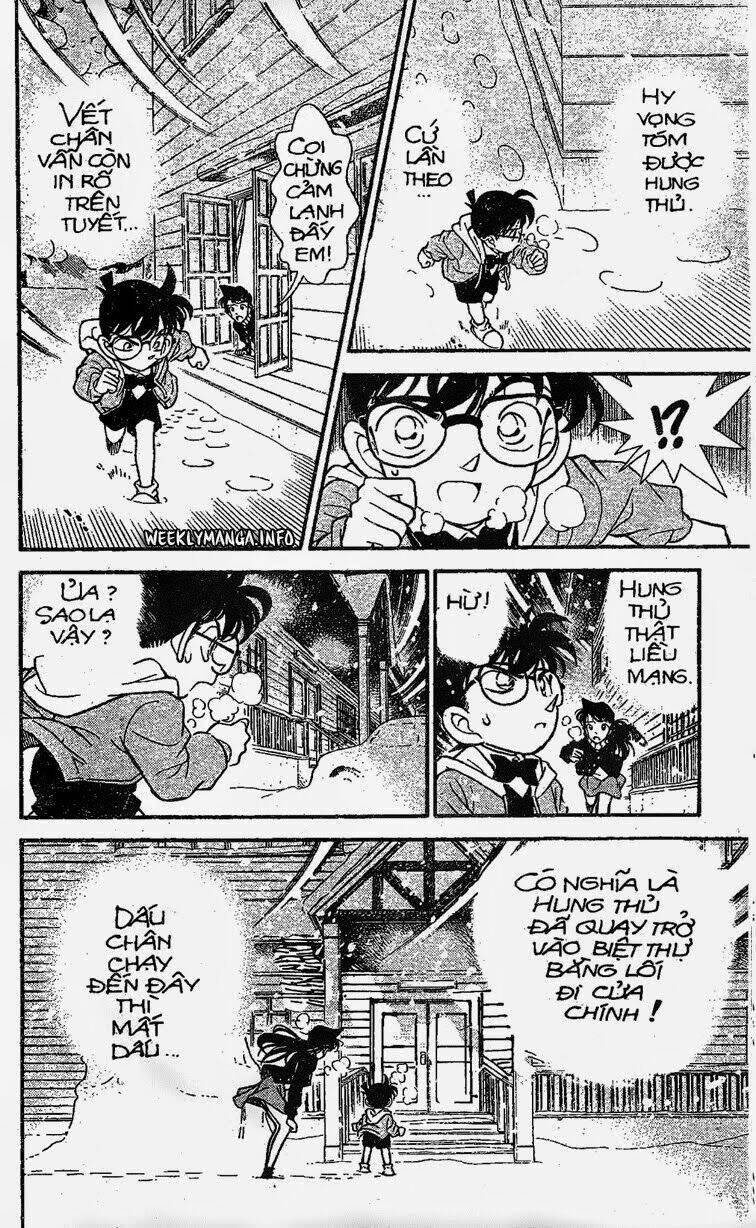 VẾT
CHÂN
VẪN CÒN
IN RÕ
TRÊN
TUYẾT...
COI
CHỪNG
CẢM
LẠNH
ĐẤY
EM!
CỨ
LẦN
THEO
...
HY
VỌNG
TÓM
ĐƯỢC
HUNG
THỦ.
!?
WEEKLYMANGA.INFO
ỦA?
SAO LẠ
VẬY?
HỪ!
HUNG
THỦ
THẬT
LIỀU
MẠNG.
DẤU
CHÂN
CHẠY
ĐẾN ĐÂY
THÌ
MẤT
DẤU...
CÓ NGHĨA LÀ
HUNG THỦ
ĐÃ QUAY TRỞ
VÀO BIỆT THỰ
BẰNG LỐI
ĐI CỬA
CHÍNH!